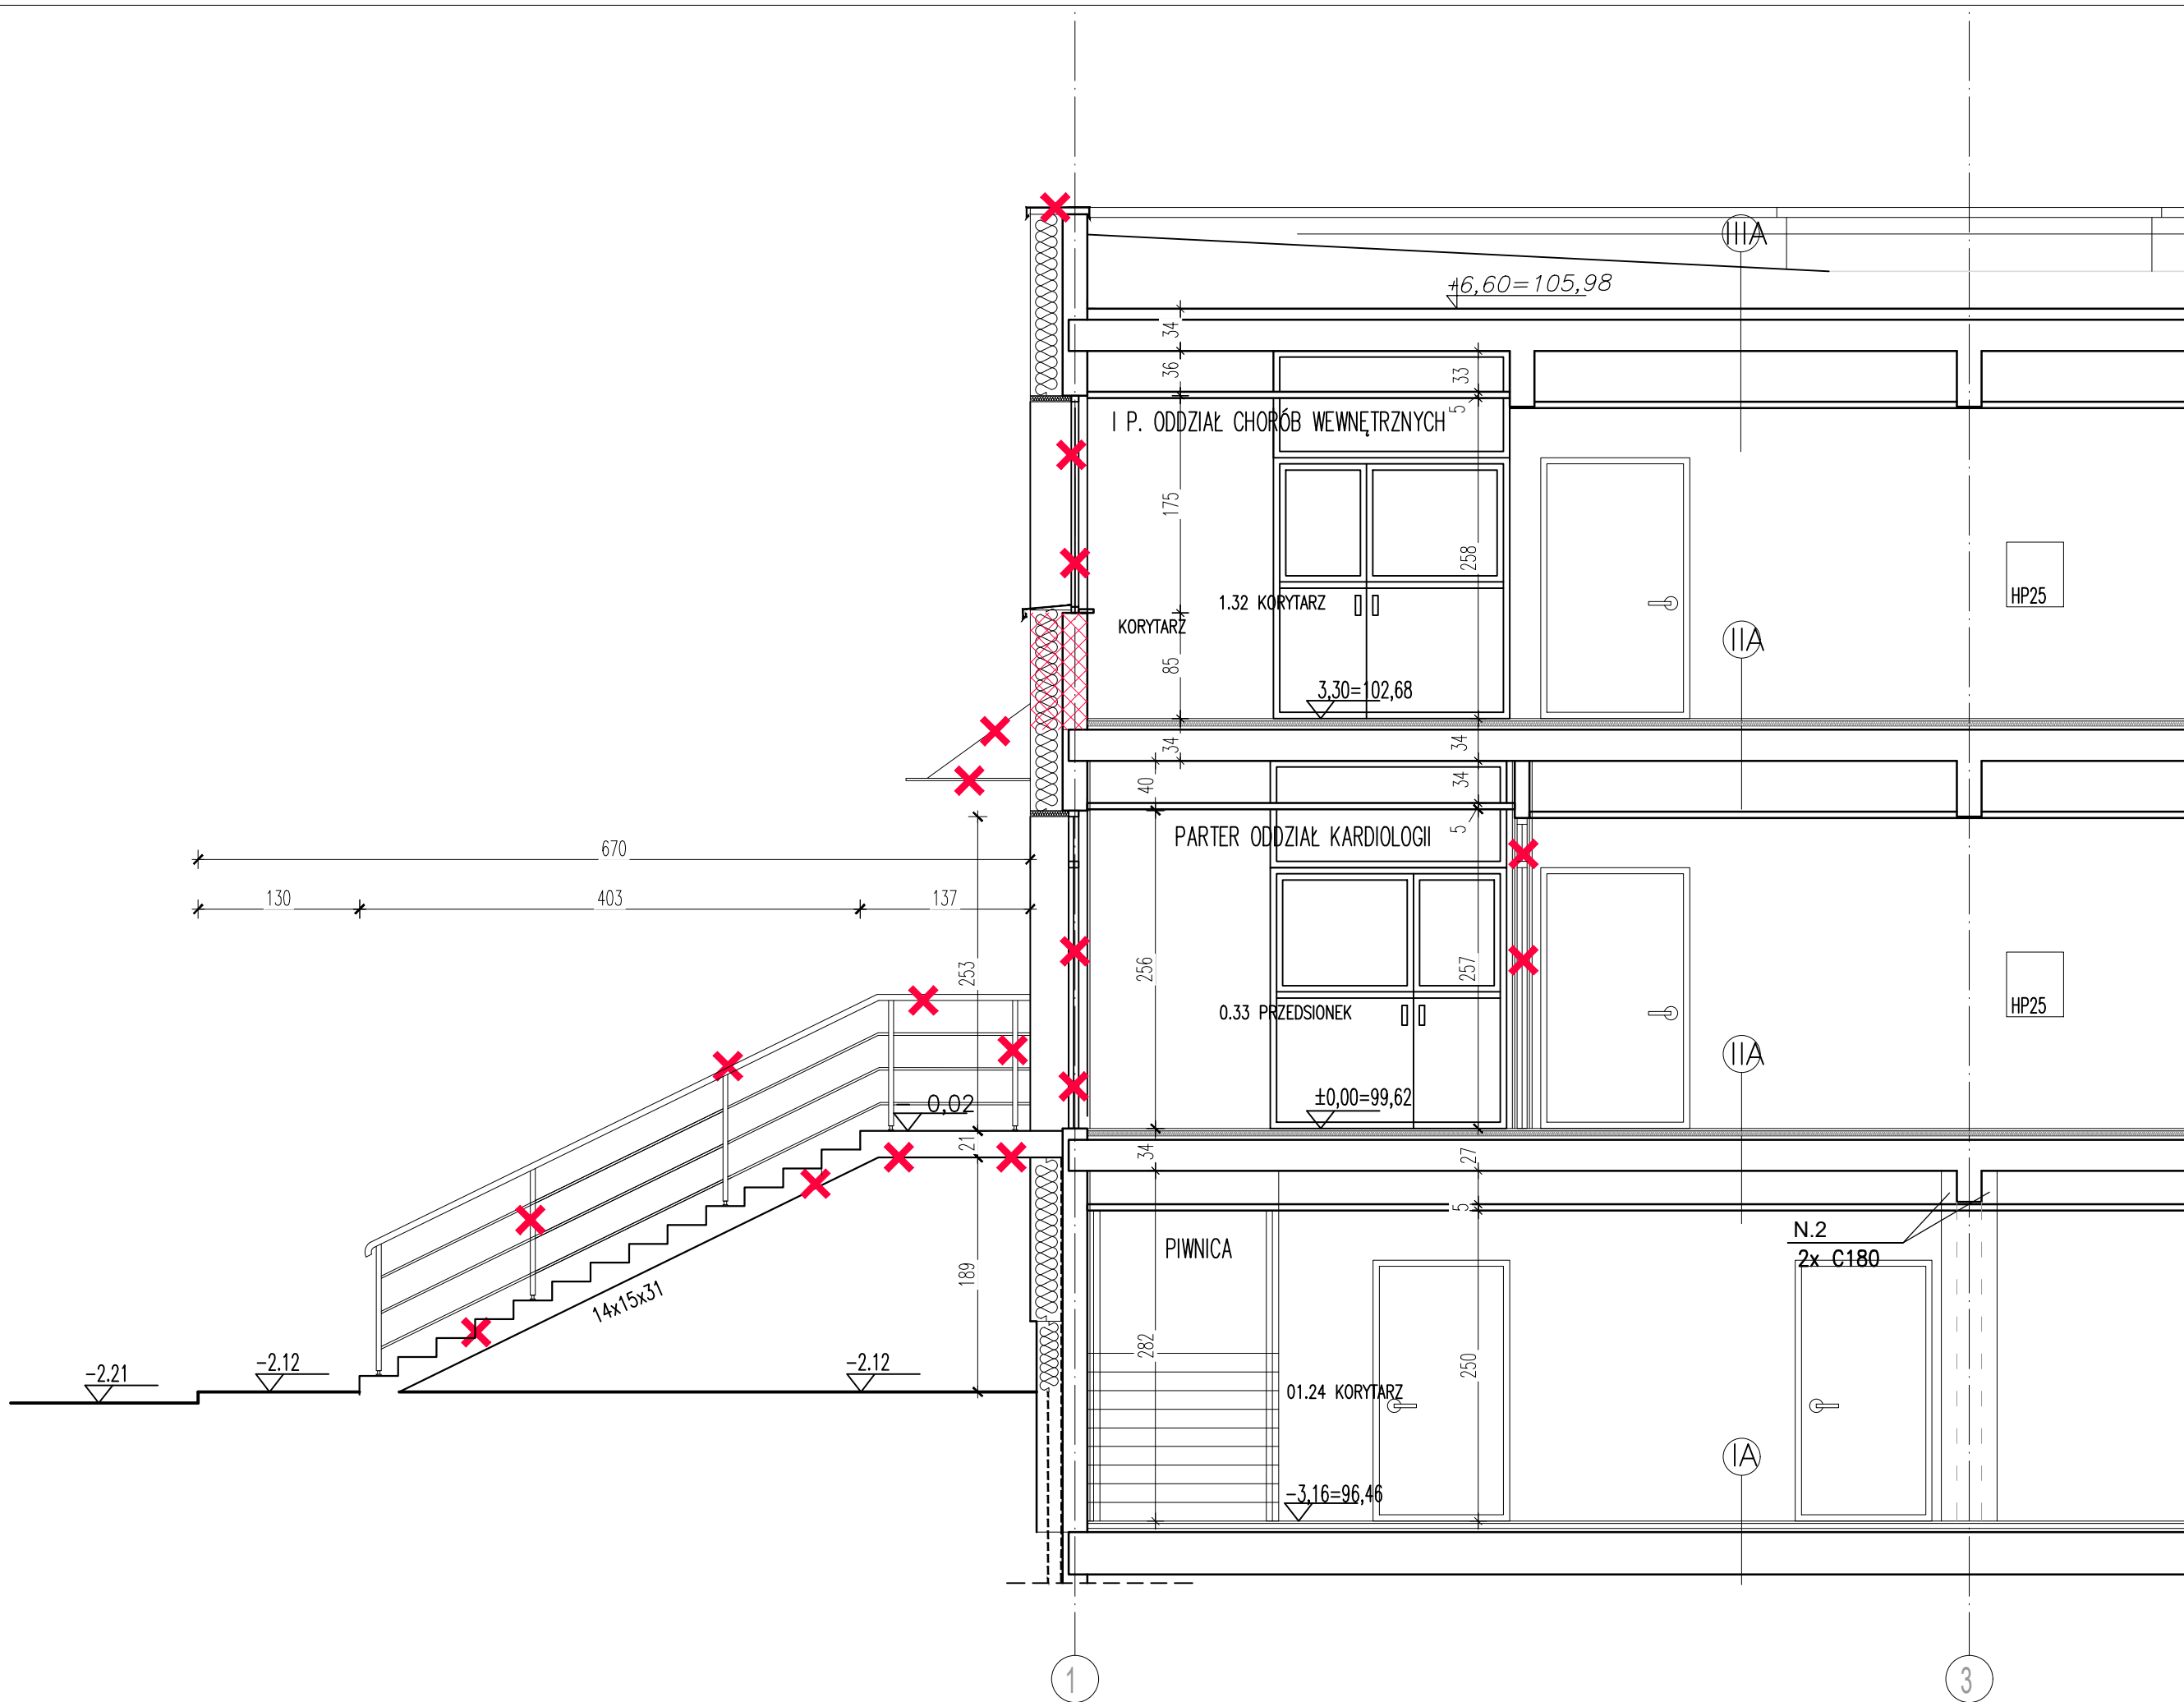 IIIA
+6,60=105,98
34
36
33
5
I P. ODDZIAŁ CHORÓB WEWNĘTRZNYCH
175
258
1.32 KORYTARZ
HP25
KORYTARZ
IIA
85
3,30=102,68
34
34
40
34
5
PARTER ODDZIAŁ KARDIOLOGII
670
130
403
137
253
256
257
0.33 PRZEDSIONEK
HP25
IIA
±0,00=99,62
- 0,02
21
34
27
5
N.2
2x C180
PIWNICA
189
14x15x31
282
250
-2.21
-2.12
-2.12
01.24 KORYTARZ
IA
-3,16=96,46
1
3